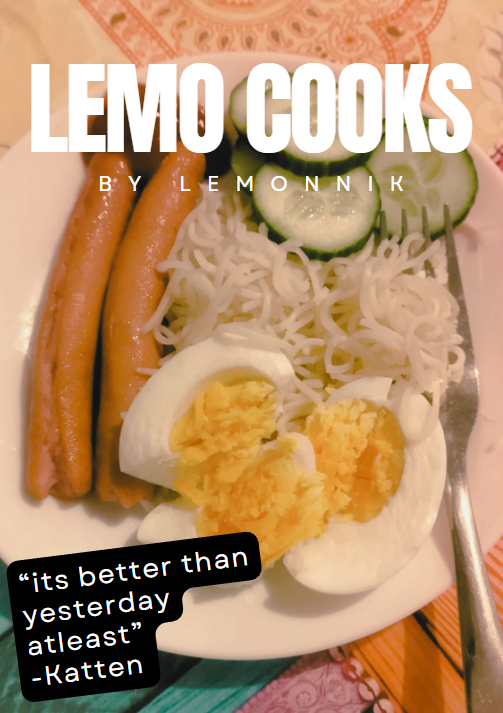 LEMO COOKS
BY LEMONNIK
“its better than
yesterday
atleast”
-Katten